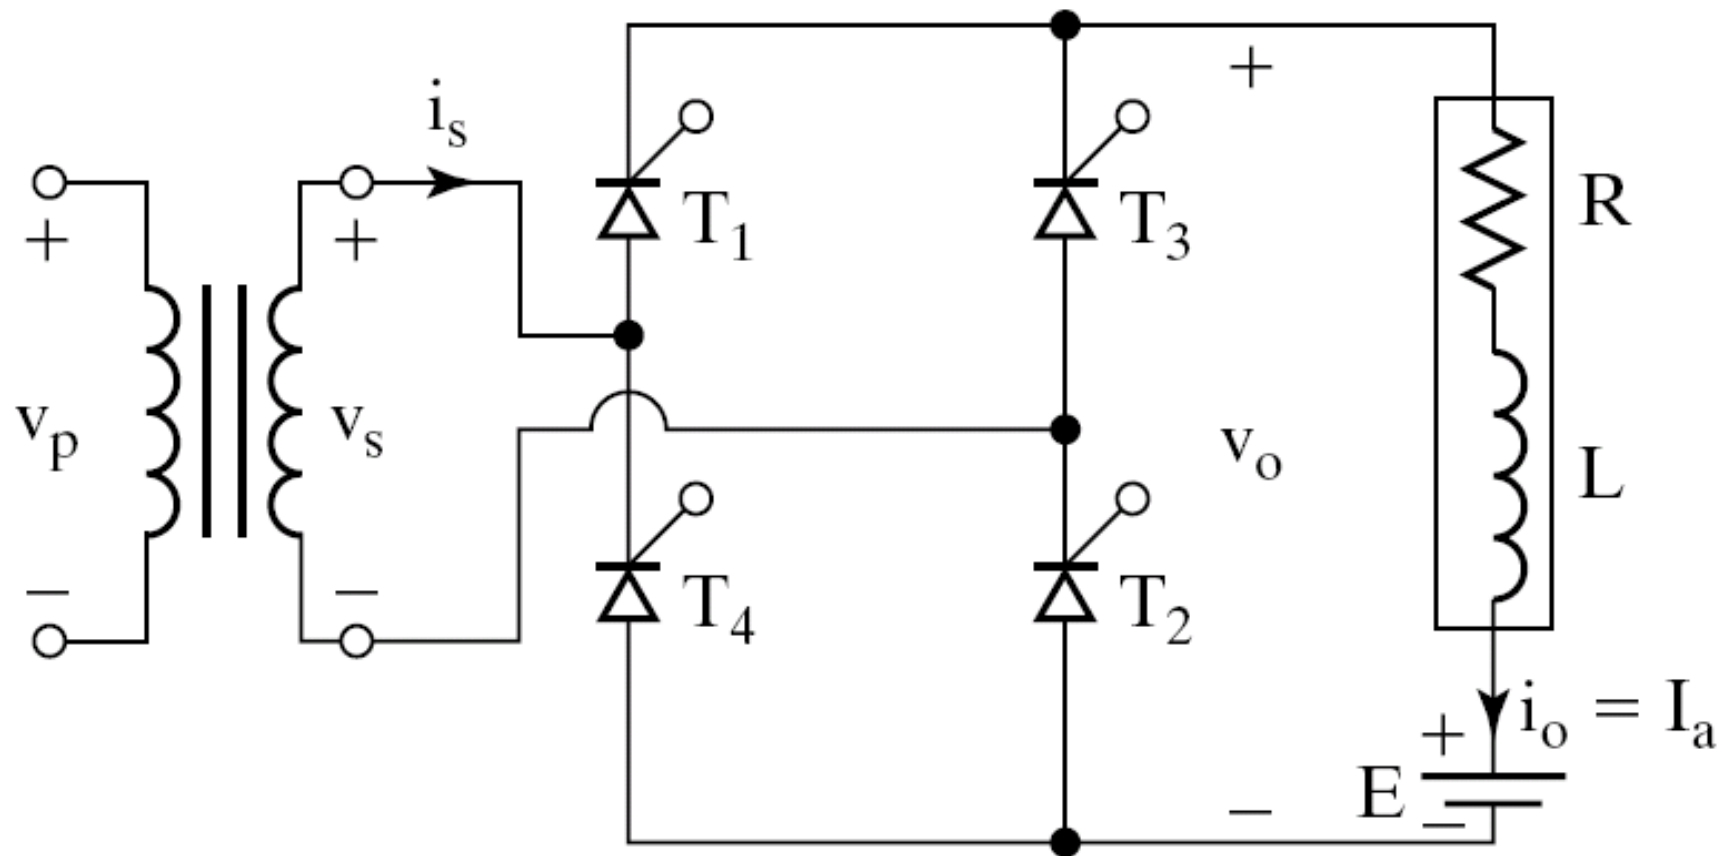 i_s
+
+
+
T_1
T_3
R
v_p
v_s
v_o
L
T_4
T_2
−
−
i_o = I_a
+
E
−
−